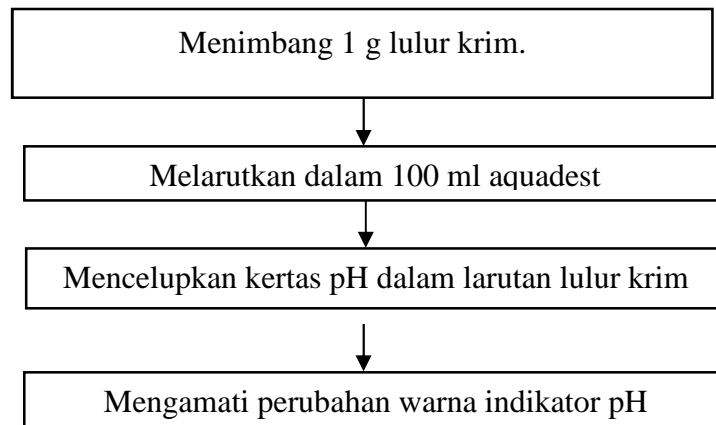 Menimbang 1 g lulur krim.
Melarutkan dalam 100 ml aquadest
Mencelupkan kertas pH dalam larutan lulur krim
Mengamati perubahan warna indikator pH